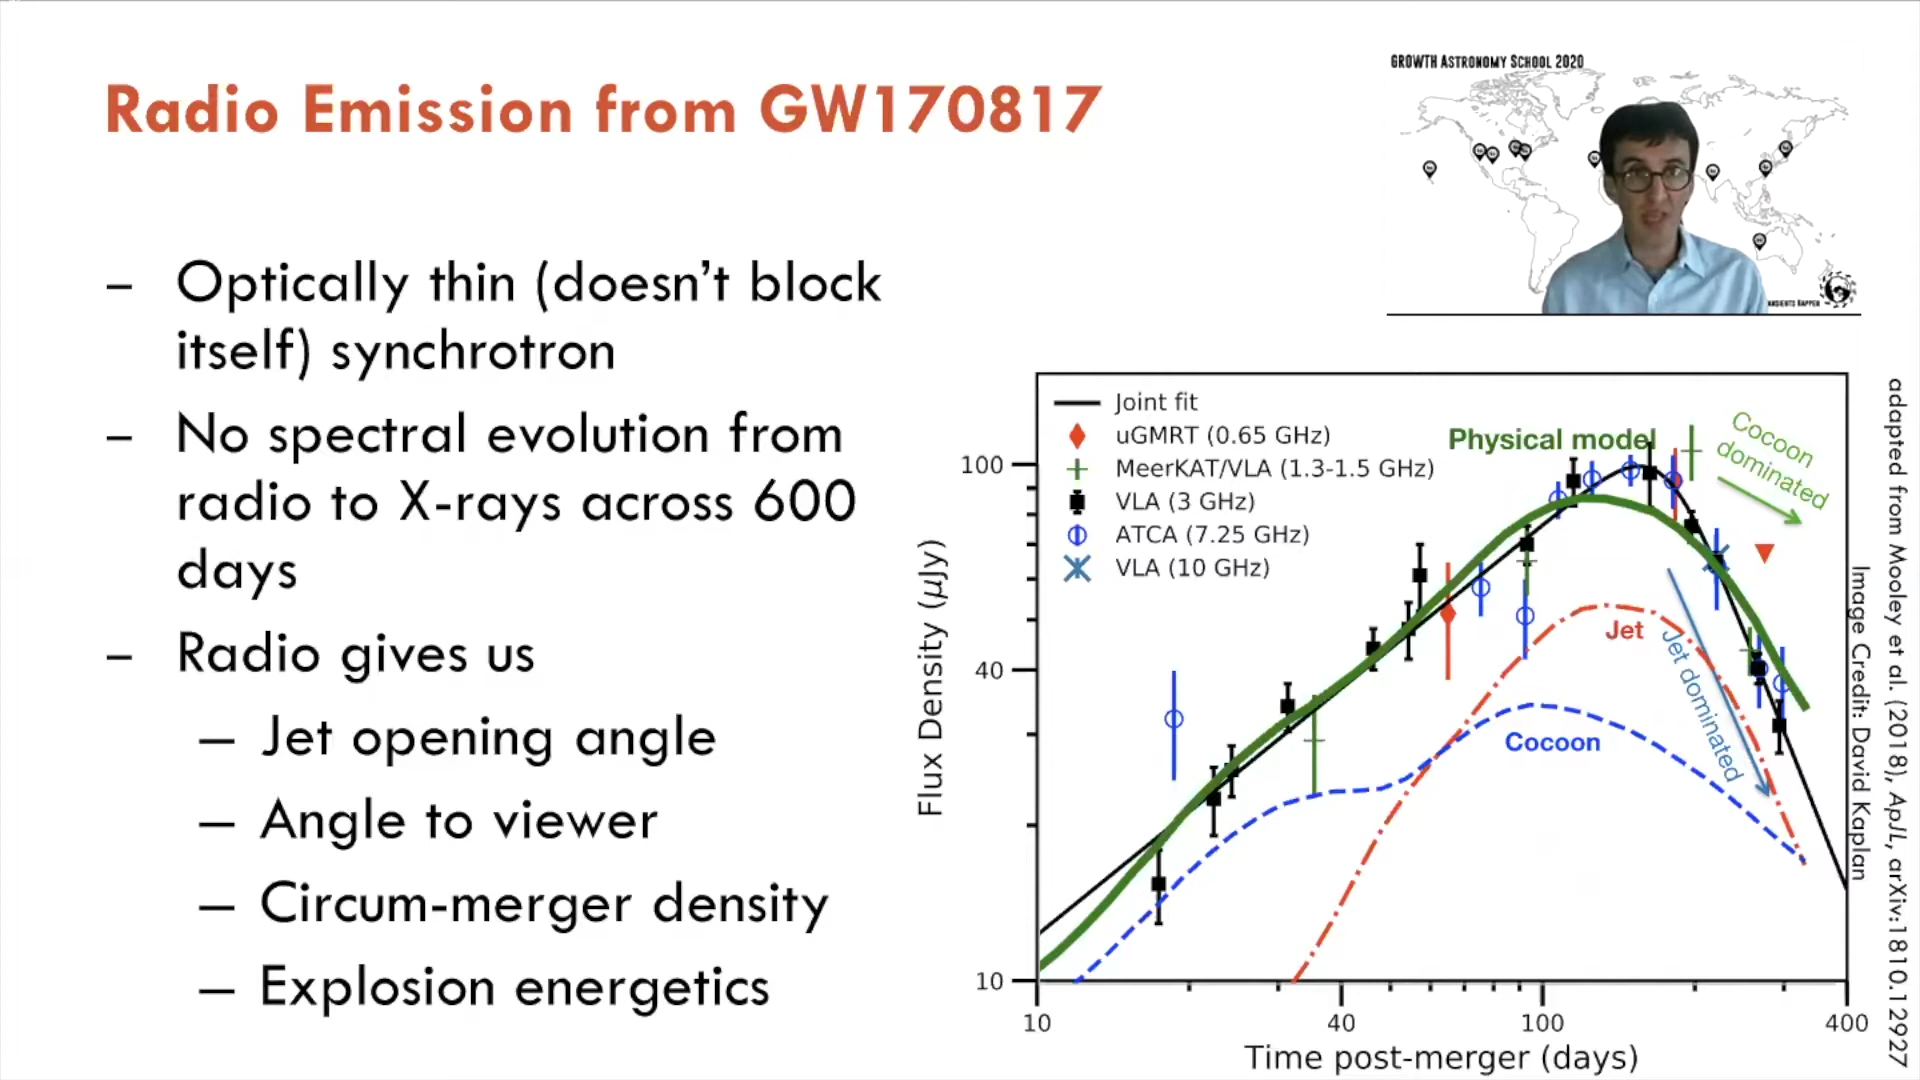 Radio Emission from GW170817
GROWTH ASTRONOMY SCHOOL 2020
– Optically thin (doesn't block
itself) synchrotron
– No spectral evolution from
radio to X-rays across 600
days
– Radio gives us
– Jet opening angle
– Angle to viewer
– Circum-merger density
– Explosion energetics
Joint fit
uGMRT (0.65 GHz)
MeerKAT/VLA (1.3-1.5 GHz)
VLA (3 GHz)
ATCA (7.25 GHz)
VLA (10 GHz)
Physical model
Cocoon
dominated
Jet
Jet dominated
Cocoon
Flux Density (μJy)
100
40
10
10
40
100
400
Time post-merger (days)
Image Credit: David Kaplan
adapted from Mooley et al. (2018), ApJL, arXiv:1810.12927